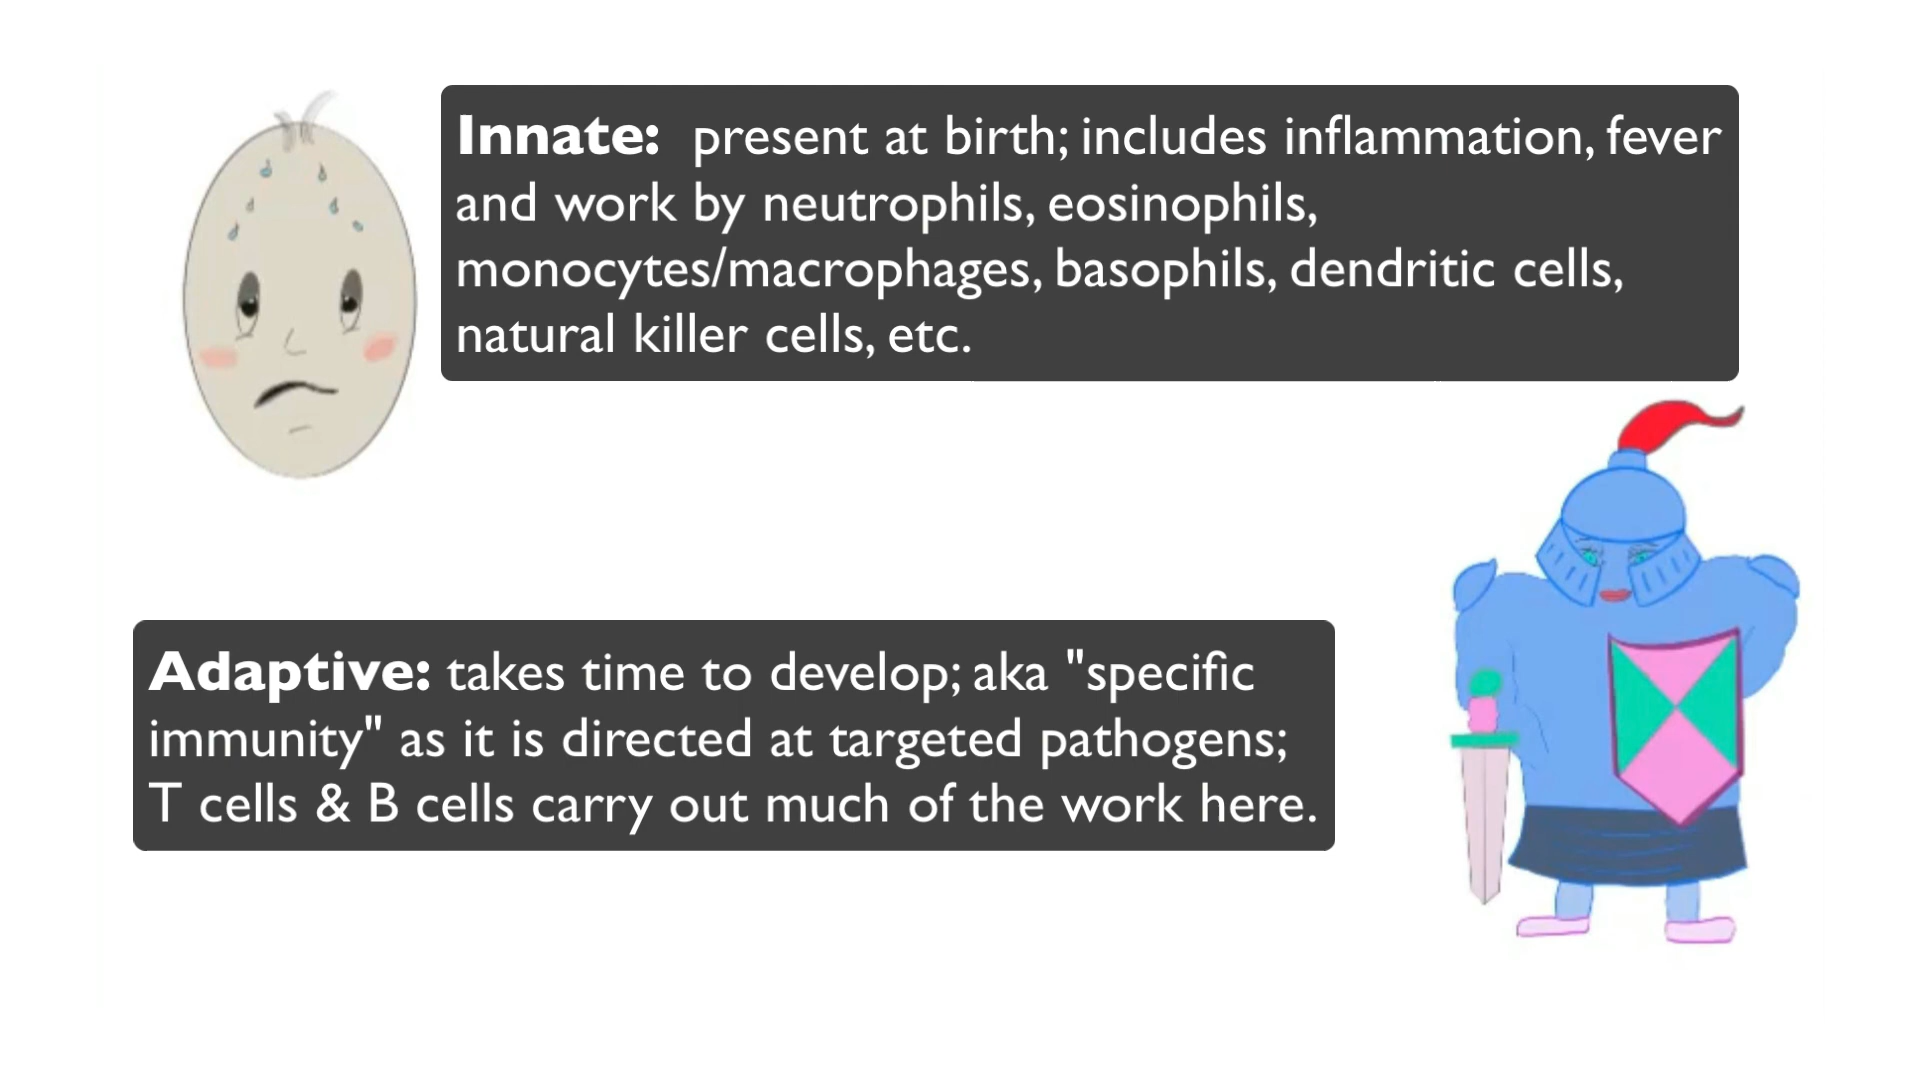 Innate: present at birth; includes inflammation, fever
and work by neutrophils, eosinophils,
monocytes/macrophages, basophils, dendritic cells,
natural killer cells, etc.
Adaptive: takes time to develop; aka "specific
immunity" as it is directed at targeted pathogens;
T cells & B cells carry out much of the work here.